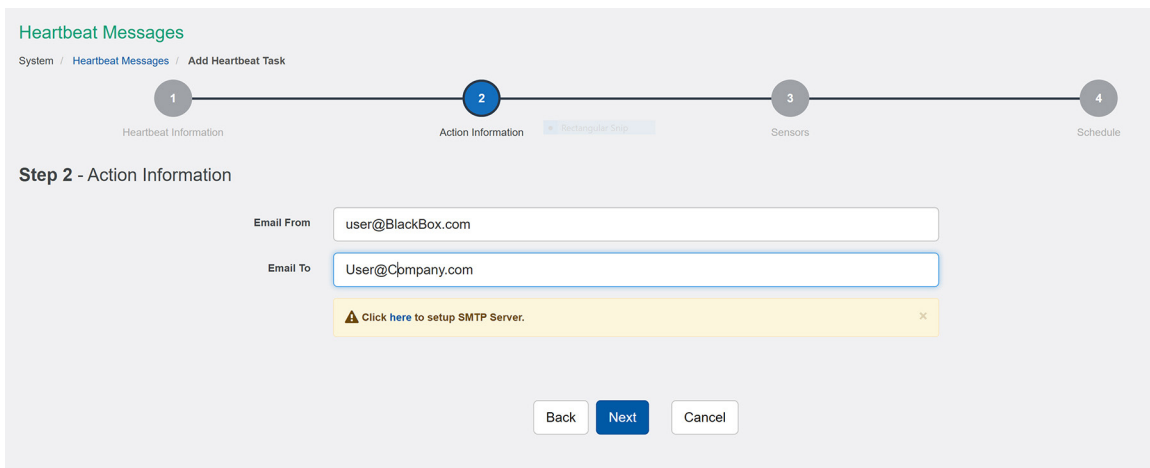 Heartbeat Messages
System / Heartbeat Messages / Add Heartbeat Task
1 2 3 4
Heartbeat Information Action Information Rectangular Snip Sensors Schedule
Step 2 - Action Information
Email From user@BlackBox.com
Email To User@Company.com
Click here to setup SMTP Server. ×
Back Next Cancel